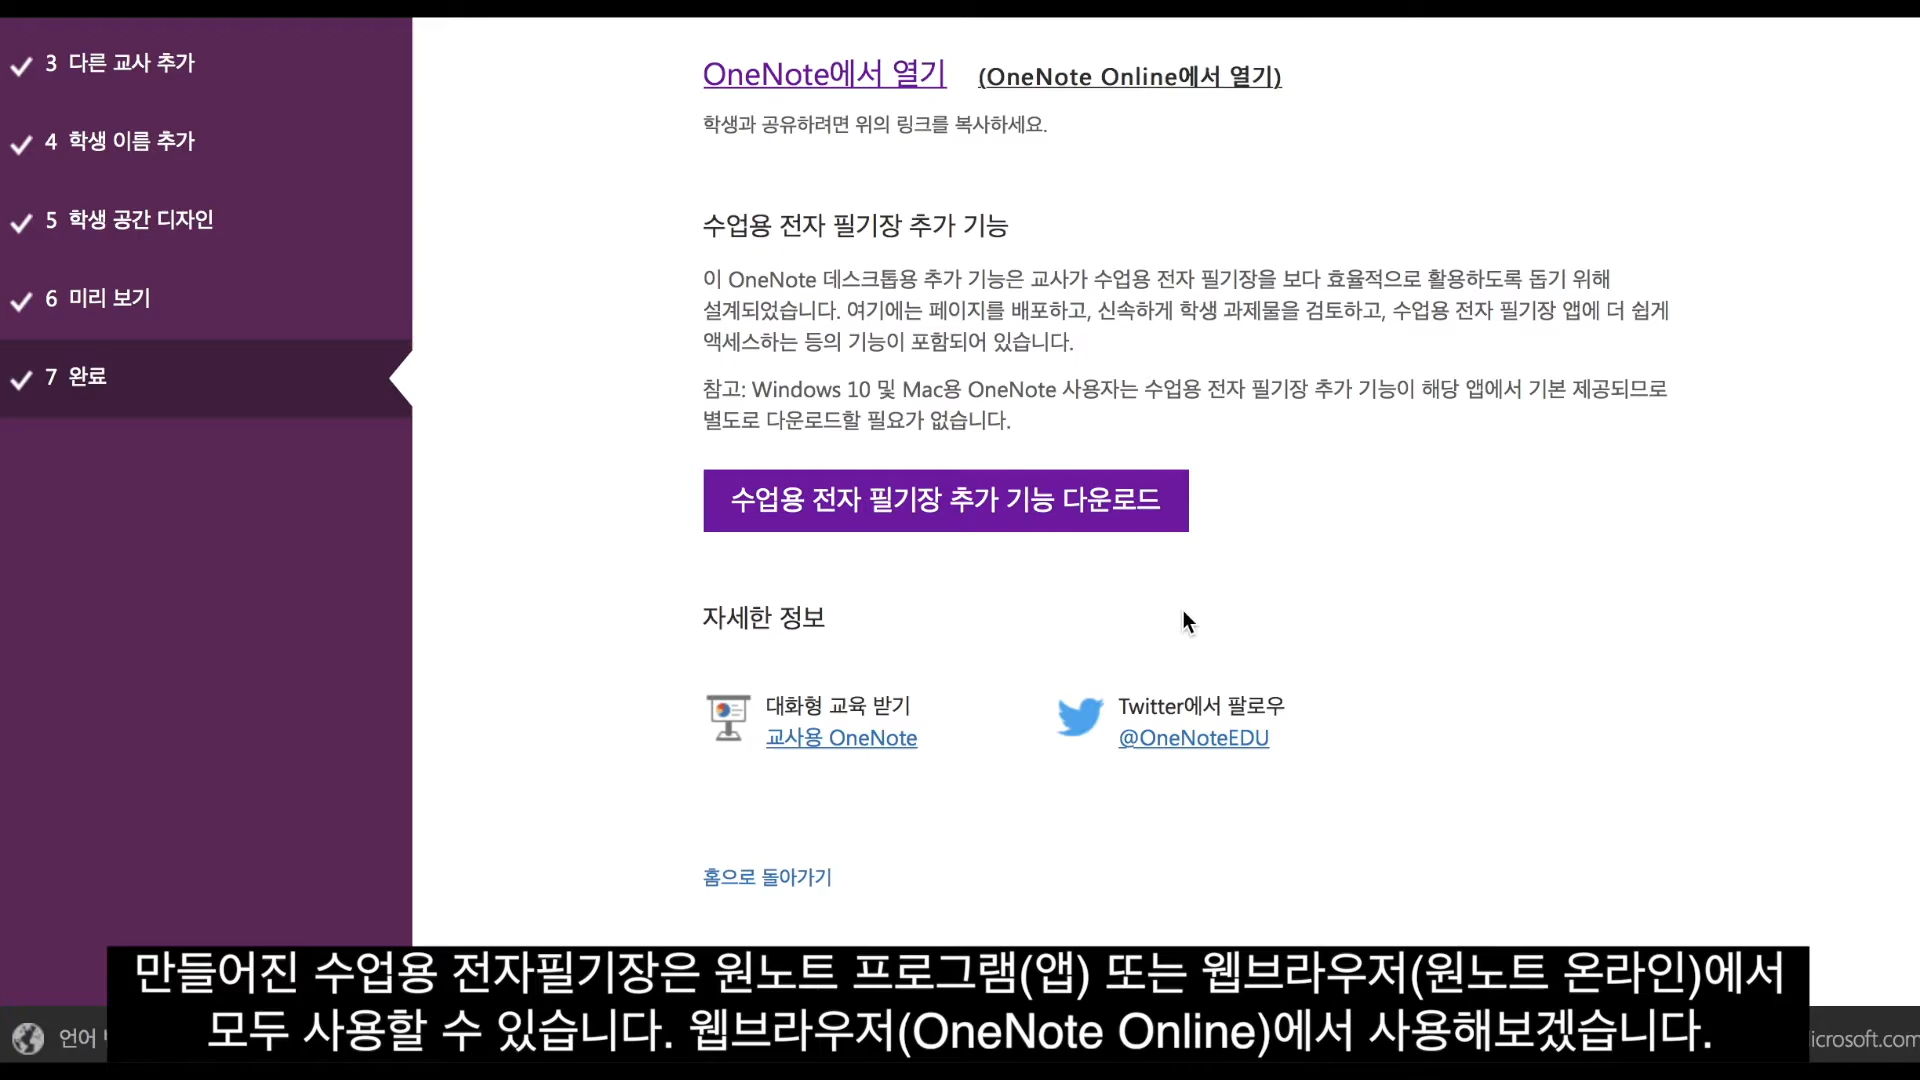 3 다른 교사 추가
4 학생 이름 추가
5 학생 공간 디자인
6 미리 보기
7 완료
OneNote에서 열기 (OneNote Online에서 열기)
학생과 공유하려면 위의 링크를 복사하세요.
수업용 전자 필기장 추가 기능
이 OneNote 데스크톱용 추가 기능은 교사가 수업용 전자 필기장을 보다 효율적으로 활용하도록 돕기 위해
설계되었습니다. 여기에는 페이지를 배포하고, 신속하게 학생 과제물을 검토하고, 수업용 전자 필기장 앱에 더 쉽게
액세스하는 등의 기능이 포함되어 있습니다.
참고: Windows 10 및 Mac용 OneNote 사용자는 수업용 전자 필기장 추가 기능이 해당 앱에서 기본 제공되므로
별도로 다운로드할 필요가 없습니다.
수업용 전자 필기장 추가 기능 다운로드
자세한 정보
대화형 교육 받기
교사용 OneNote
Twitter에서 팔로우
@OneNoteEDU
홈으로 돌아가기
만들어진 수업용 전자필기장은 원노트 프로그램(앱) 또는 웹브라우저(원노트 온라인)에서
모두 사용할 수 있습니다. 웹브라우저(OneNote Online)에서 사용해보겠습니다.
언어
icrosoft.com